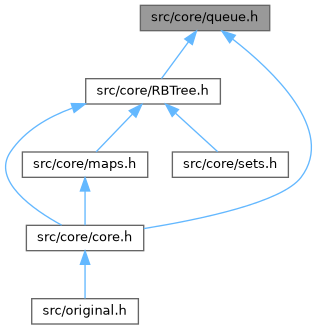 src/core/queue.h
src/core/RBTree.h
src/core/maps.h
src/core/sets.h
src/core/core.h
src/original.h